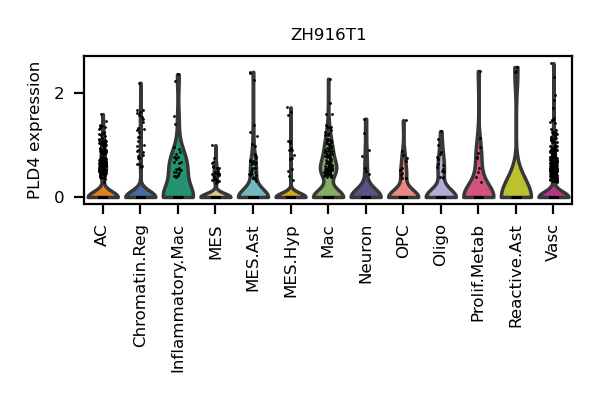 ZH916T1
PLD4 expression
2
0
AC
Chromatin.Reg
Inflammatory.Mac
MES
MES.Ast
MES.Hyp
Mac
Neuron
OPC
Oligo
Prolif.Metab
Reactive.Ast
Vasc